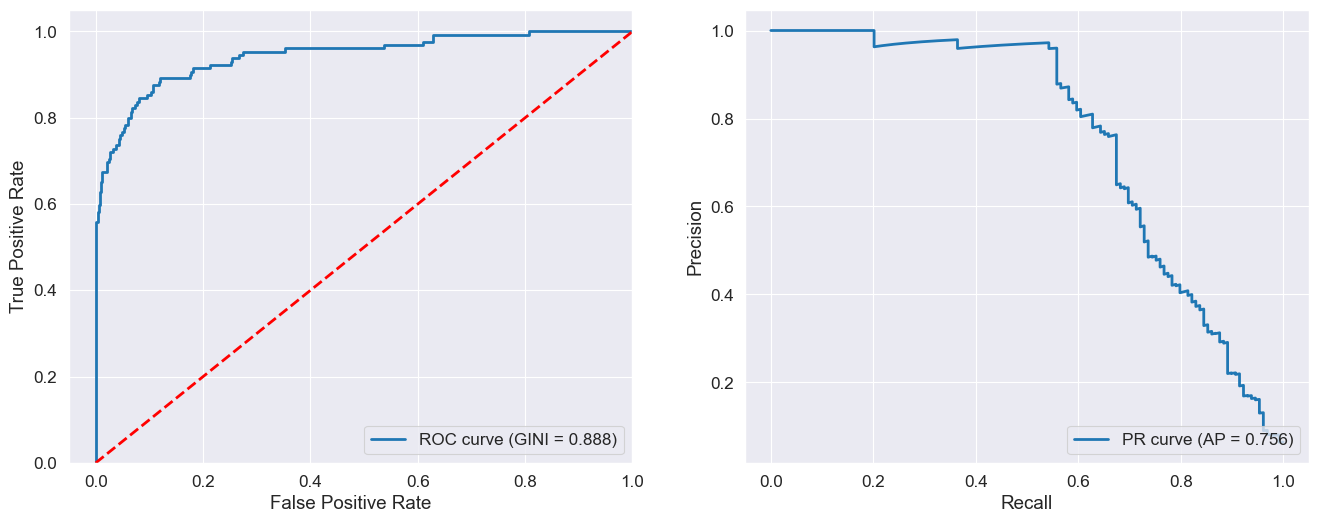 1.0
0.8
0.6
0.4
0.2
0.0
True Positive Rate
0.0 0.2 0.4 0.6 0.8 1.0
False Positive Rate
ROC curve (GINI = 0.888)
1.0
0.8
0.6
0.4
0.2
Precision
0.0 0.2 0.4 0.6 0.8 1.0
Recall
PR curve (AP = 0.756)